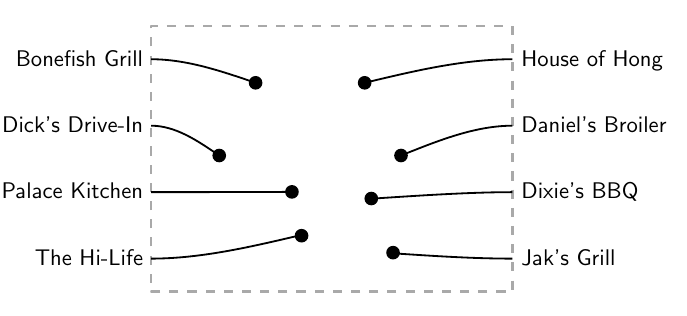 Bonefish Grill
House of Hong
Dick's Drive-In
Daniel's Broiler
Palace Kitchen
Dixie's BBQ
The Hi-Life
Jak's Grill